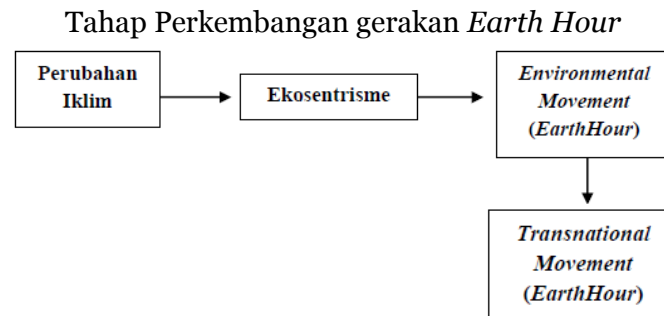 Tahap Perkembangan gerakan Earth Hour
Perubahan
Iklim
Ekosentrisme
Environmental
Movement
(EarthHour)
Transnational
Movement
(EarthHour)